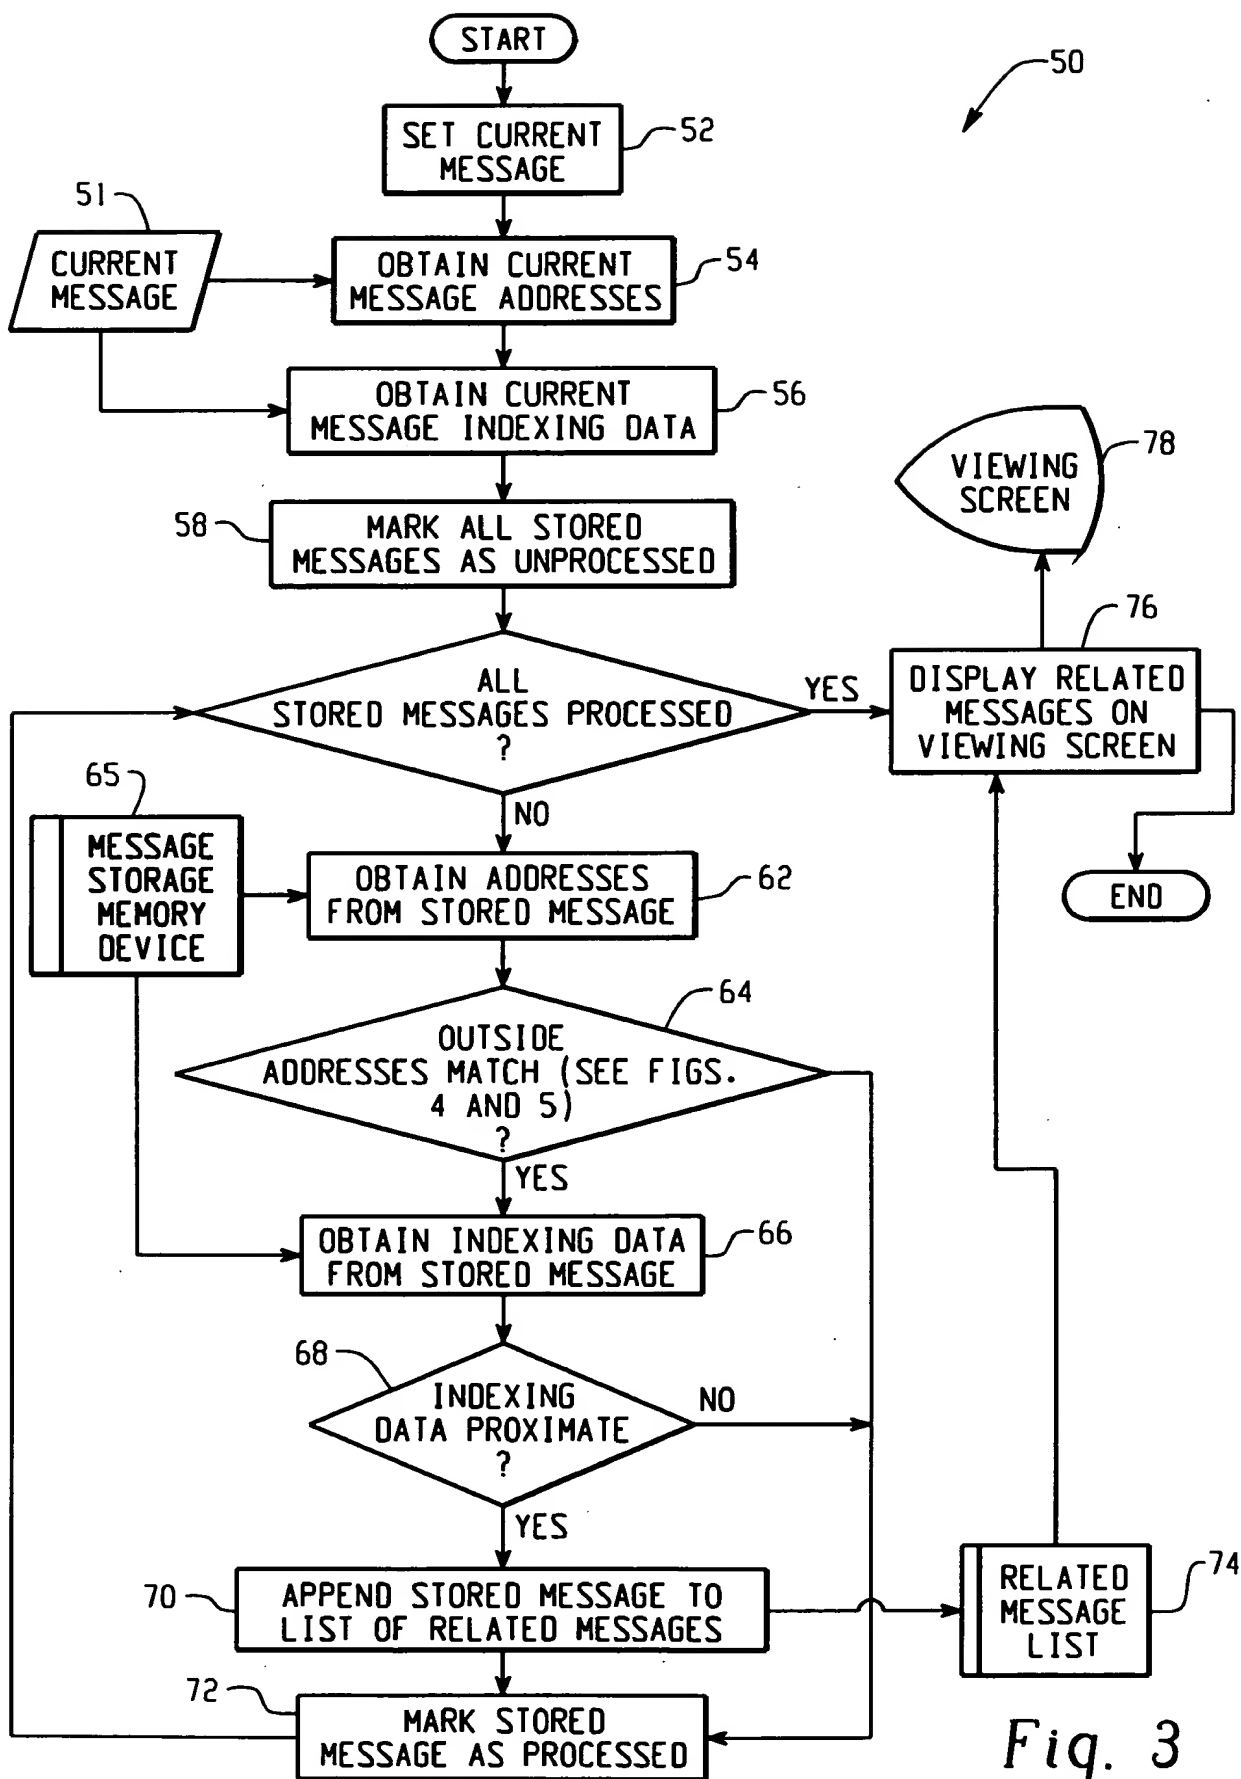 START
50
SET CURRENT
MESSAGE
52
51
CURRENT
MESSAGE
OBTAIN CURRENT
MESSAGE ADDRESSES
54
OBTAIN CURRENT
MESSAGE INDEXING DATA
56
58
MARK ALL STORED
MESSAGES AS UNPROCESSED
VIEWING
SCREEN
78
ALL
STORED MESSAGES PROCESSED
?
YES
NO
76
DISPLAY RELATED
MESSAGES ON
VIEWING SCREEN
END
65
MESSAGE
STORAGE
MEMORY
DEVICE
OBTAIN ADDRESSES
FROM STORED MESSAGE
62
64
OUTSIDE
ADDRESSES MATCH (SEE FIGS.
4 AND 5)
?
YES
OBTAIN INDEXING DATA
FROM STORED MESSAGE
66
68
INDEXING
DATA PROXIMATE
?
NO
YES
70
APPEND STORED MESSAGE TO
LIST OF RELATED MESSAGES
RELATED
MESSAGE
LIST
74
72
MARK STORED
MESSAGE AS PROCESSED
Fig. 3